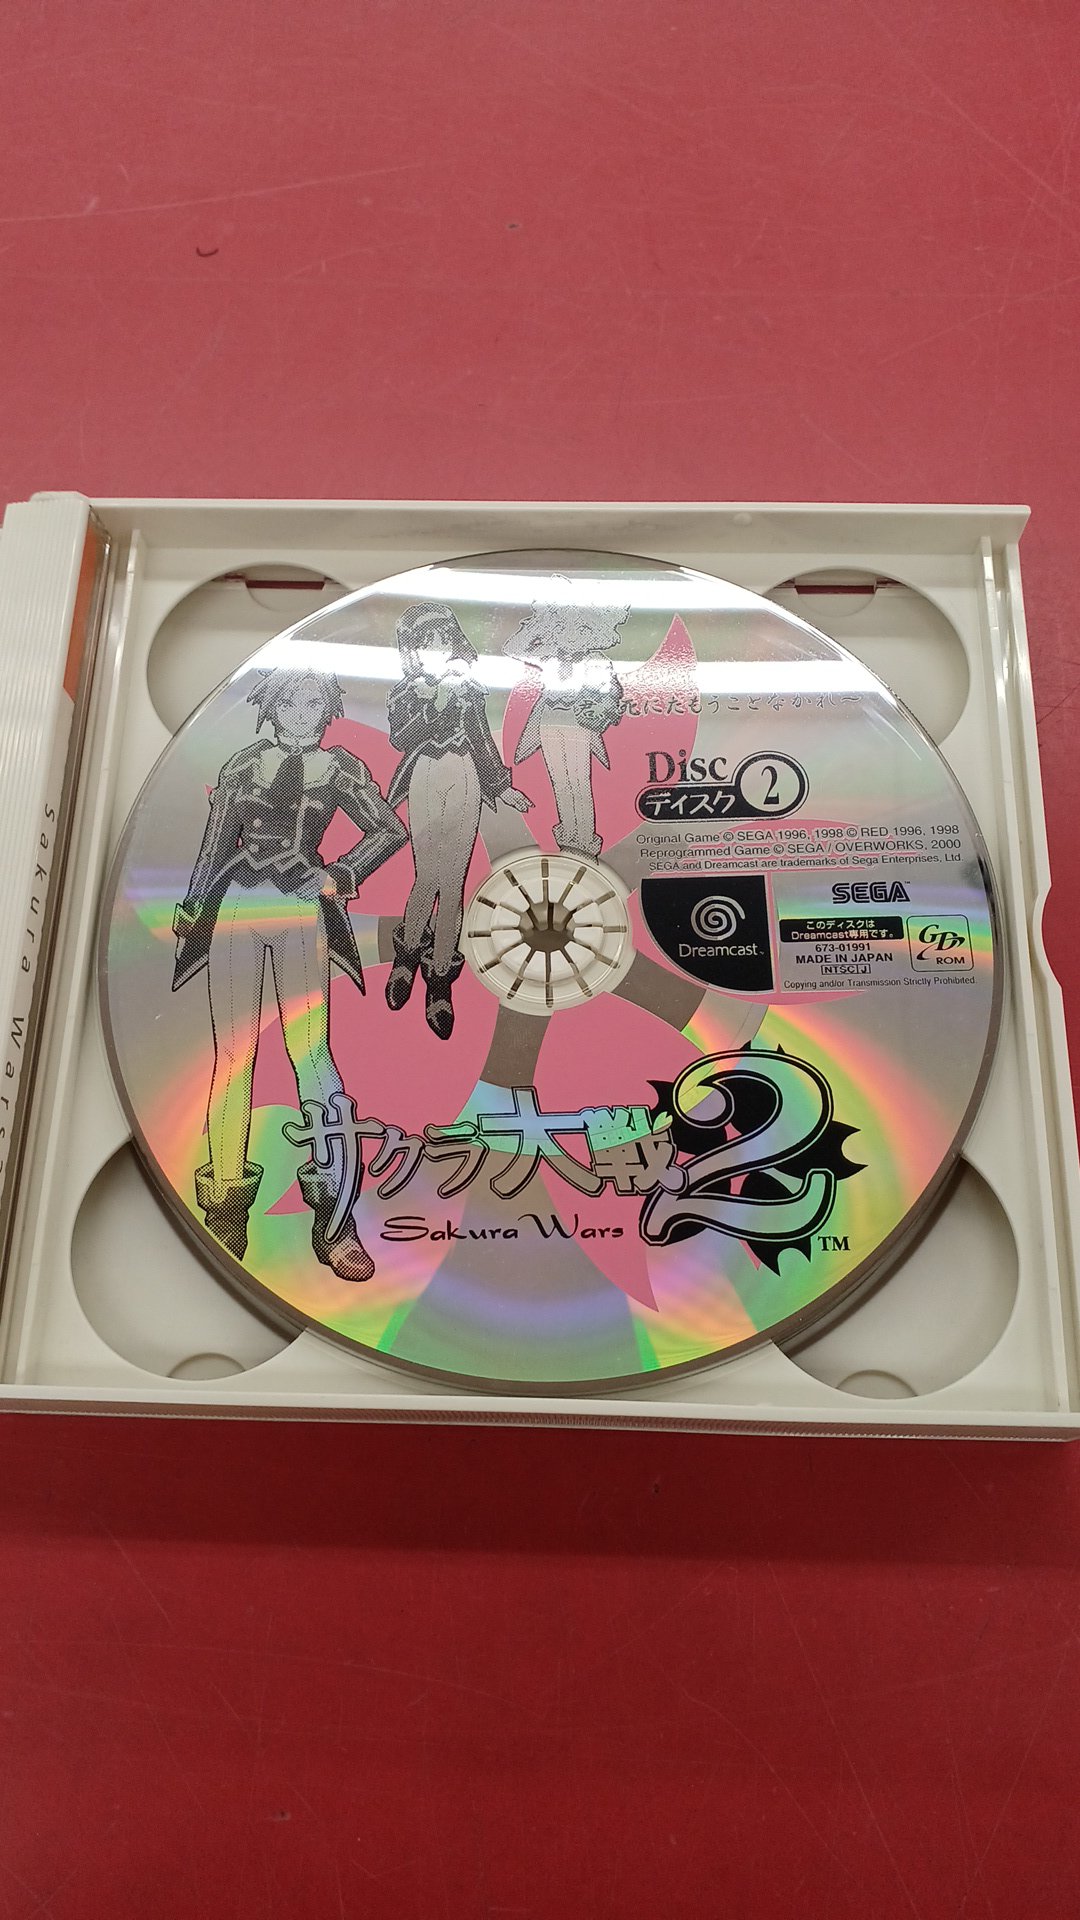 ～君、死にたもうことなかれ～
Disc
ディスク 2
Original Game © SEGA 1996, 1998 © RED 1996, 1998
Reprogrammed Game © SEGA / OVERWORKS, 2000
SEGA and Dreamcast are trademarks of Sega Enterprises, Ltd.
Dreamcast™
SEGA™
このディスクは
Dreamcast専用です。
673-01991
MADE IN JAPAN
NTSC J
GD
ROM
Copying and/or Transmission Strictly Prohibited.
サクラ大戦2
Sakura Wars
TM
Sakura Wars